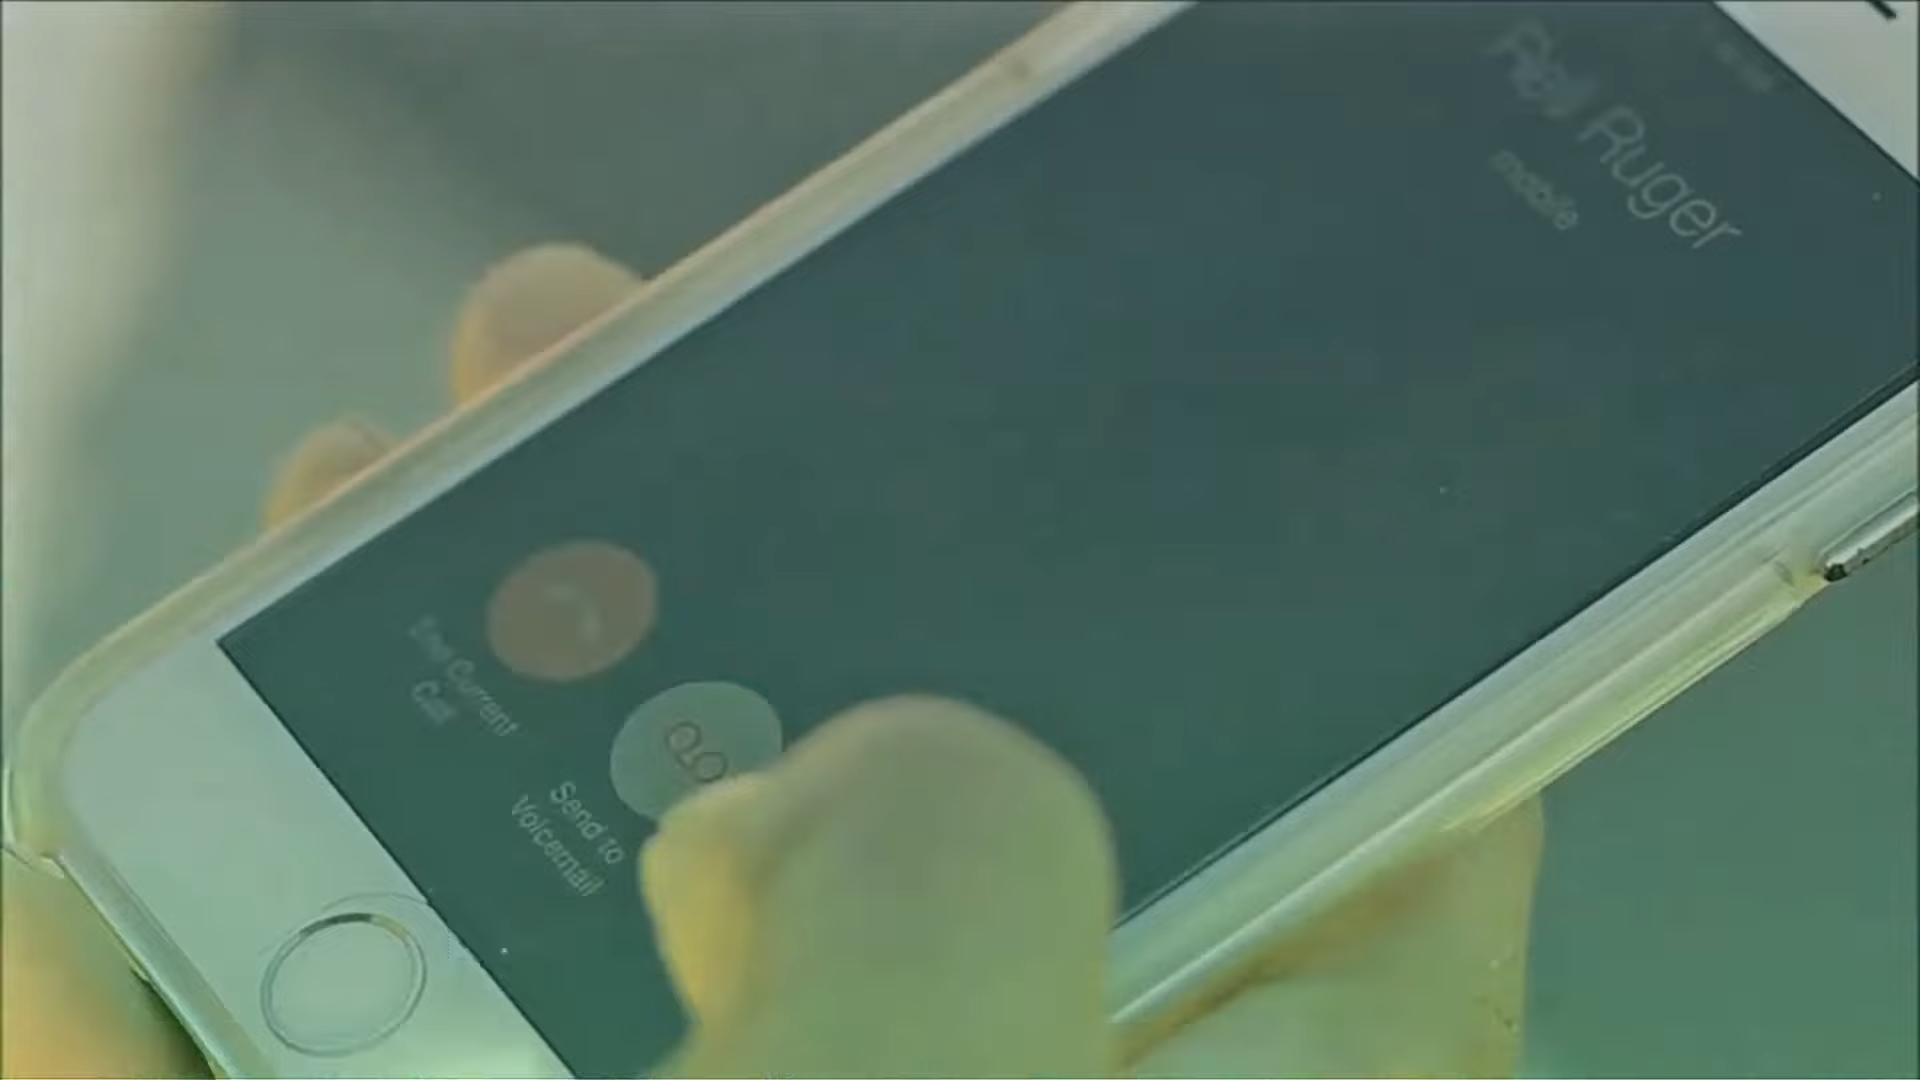 Ruger
mobile
End Current
Call
Send to
Voicemail